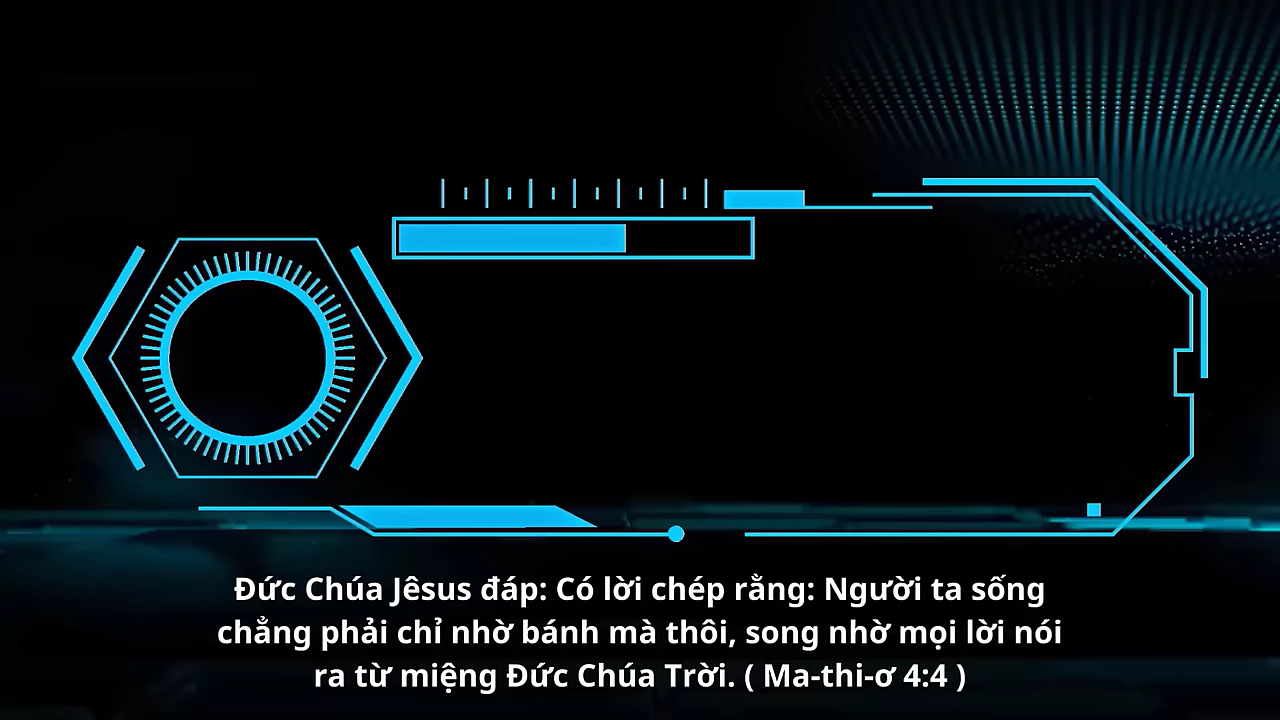 Đức Chúa Jêsus đáp: Có lời chép rằng: Người ta sống
chẳng phải chỉ nhờ bánh mà thôi, song nhờ mọi lời nói
ra từ miệng Đức Chúa Trời. ( Ma-thi-ơ 4:4 )